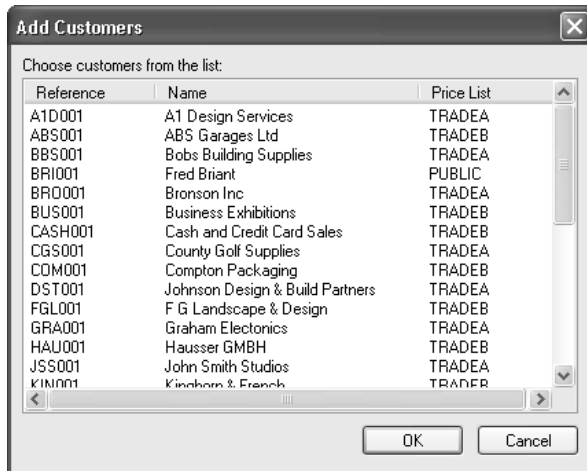 Add Customers
Choose customers from the list:
Reference Name Price List
A1D001 A1 Design Services TRADEA
ABS001 ABS Garages Ltd TRADEB
BBS001 Bobs Building Supplies TRADEA
BRI001 Fred Briant PUBLIC
BRO001 Bronson Inc TRADEA
BUS001 Business Exhibitions TRADEB
CASH001 Cash and Credit Card Sales TRADEB
CGS001 County Golf Supplies TRADEA
COM001 Compton Packaging TRADEB
DST001 Johnson Design & Build Partners TRADEA
FGL001 F G Landscape & Design TRADEB
GRA001 Graham Electonics TRADEA
HAU001 Hausser GMBH TRADEB
JSS001 John Smith Studios TRADEA
KIN001 Kinghorn & French TRADEB
OK Cancel